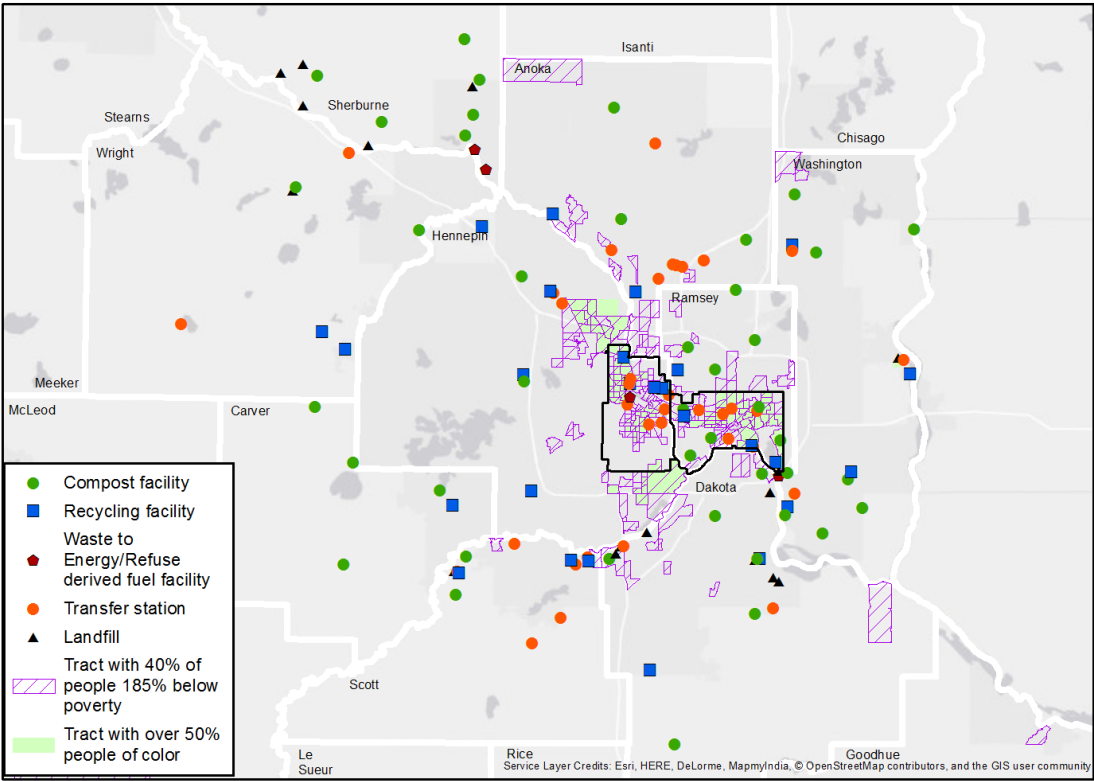 Isanti
Anoka
Sherburne
Stearns
Chisago
Wright
Washington
Hennepin
Ramsey
Meeker
McLeod
Carver
Dakota
Compost facility
Recycling facility
Waste to
Energy/Refuse
derived fuel facility
Transfer station
Landfill
Tract with 40% of
people 185% below
poverty
Tract with over 50%
people of color
Scott
Le
Sueur
Rice
Goodhue
Service Layer Credits: Esri, HERE, DeLorme, MapmyIndia, © OpenStreetMap contributors, and the GIS user community